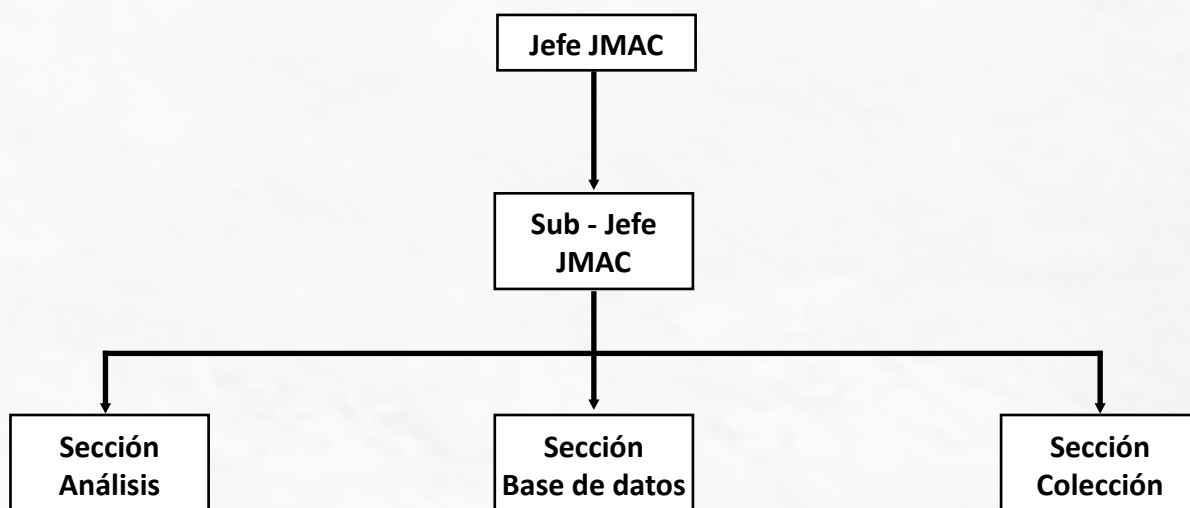 Jefe JMAC
Sub - Jefe
JMAC
Sección
Análisis
Sección
Base de datos
Sección
Colección